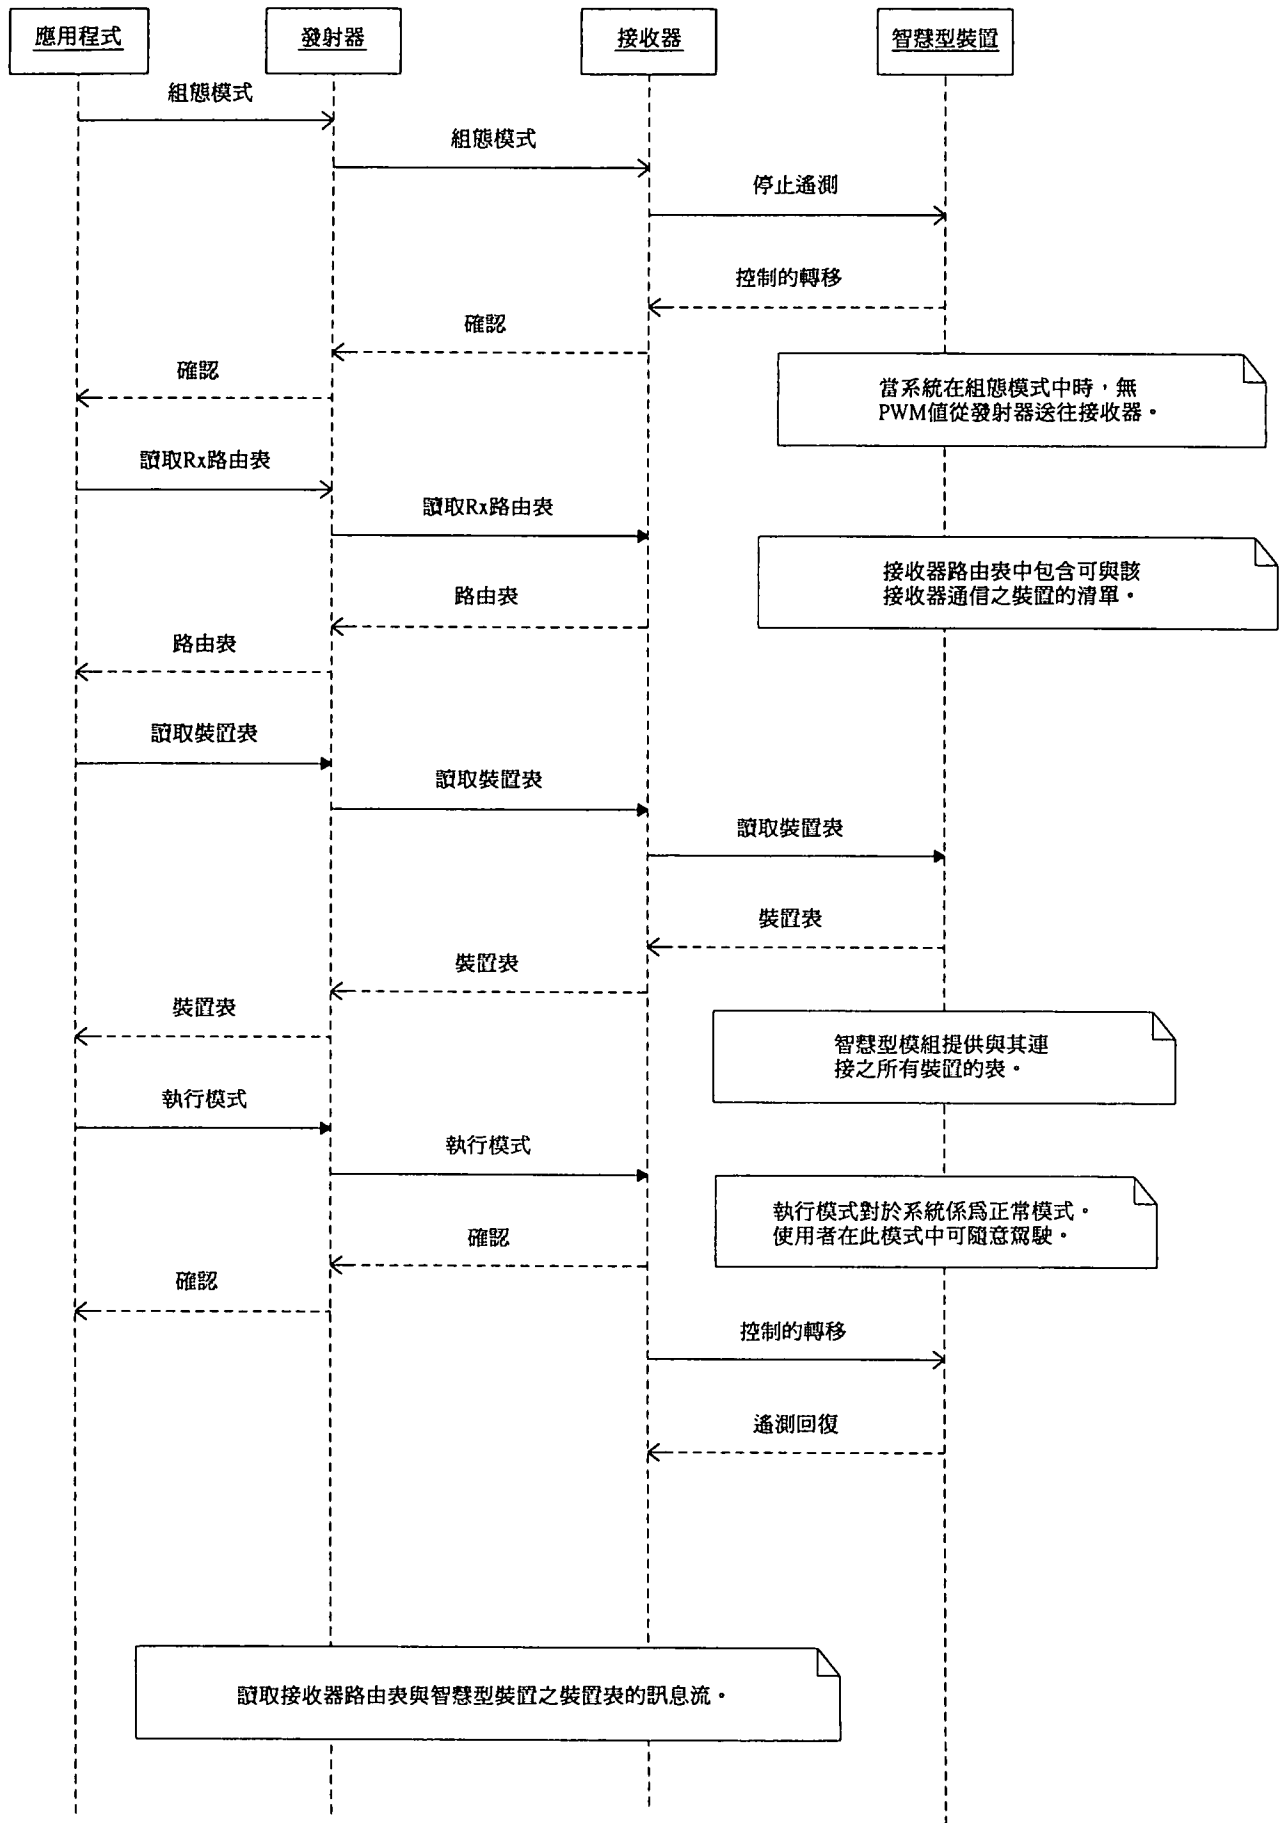 應用程式
發射器
接收器
智慧型裝置
組態模式
組態模式
停止遙測
控制的轉移
確認
確認
當系統在組態模式中時，無
PWM值從發射器送往接收器。
讀取Rx路由表
讀取Rx路由表
接收器路由表中包含可與該
接收器通信之裝置的清單。
路由表
路由表
讀取裝置表
讀取裝置表
讀取裝置表
裝置表
裝置表
裝置表
智慧型模組提供與其連
接之所有裝置的表。
執行模式
執行模式
執行模式對於系統係為正常模式。
使用者在此模式中可隨意駕駛。
確認
確認
控制的轉移
遙測回復
讀取接收器路由表與智慧型裝置之裝置表的訊息流。